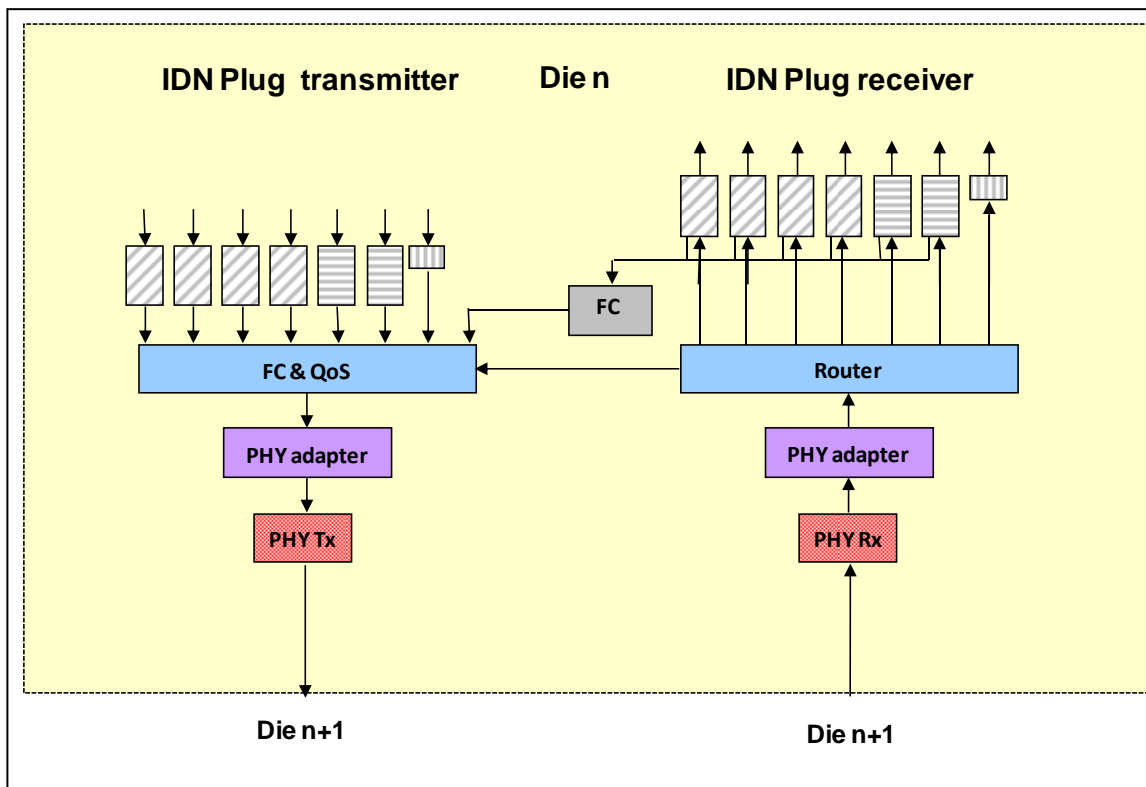 IDN Plug transmitter
Die n
IDN Plug receiver
FC
FC & QoS
Router
PHY adapter
PHY adapter
PHY Tx
PHY Rx
Die n+1
Die n+1